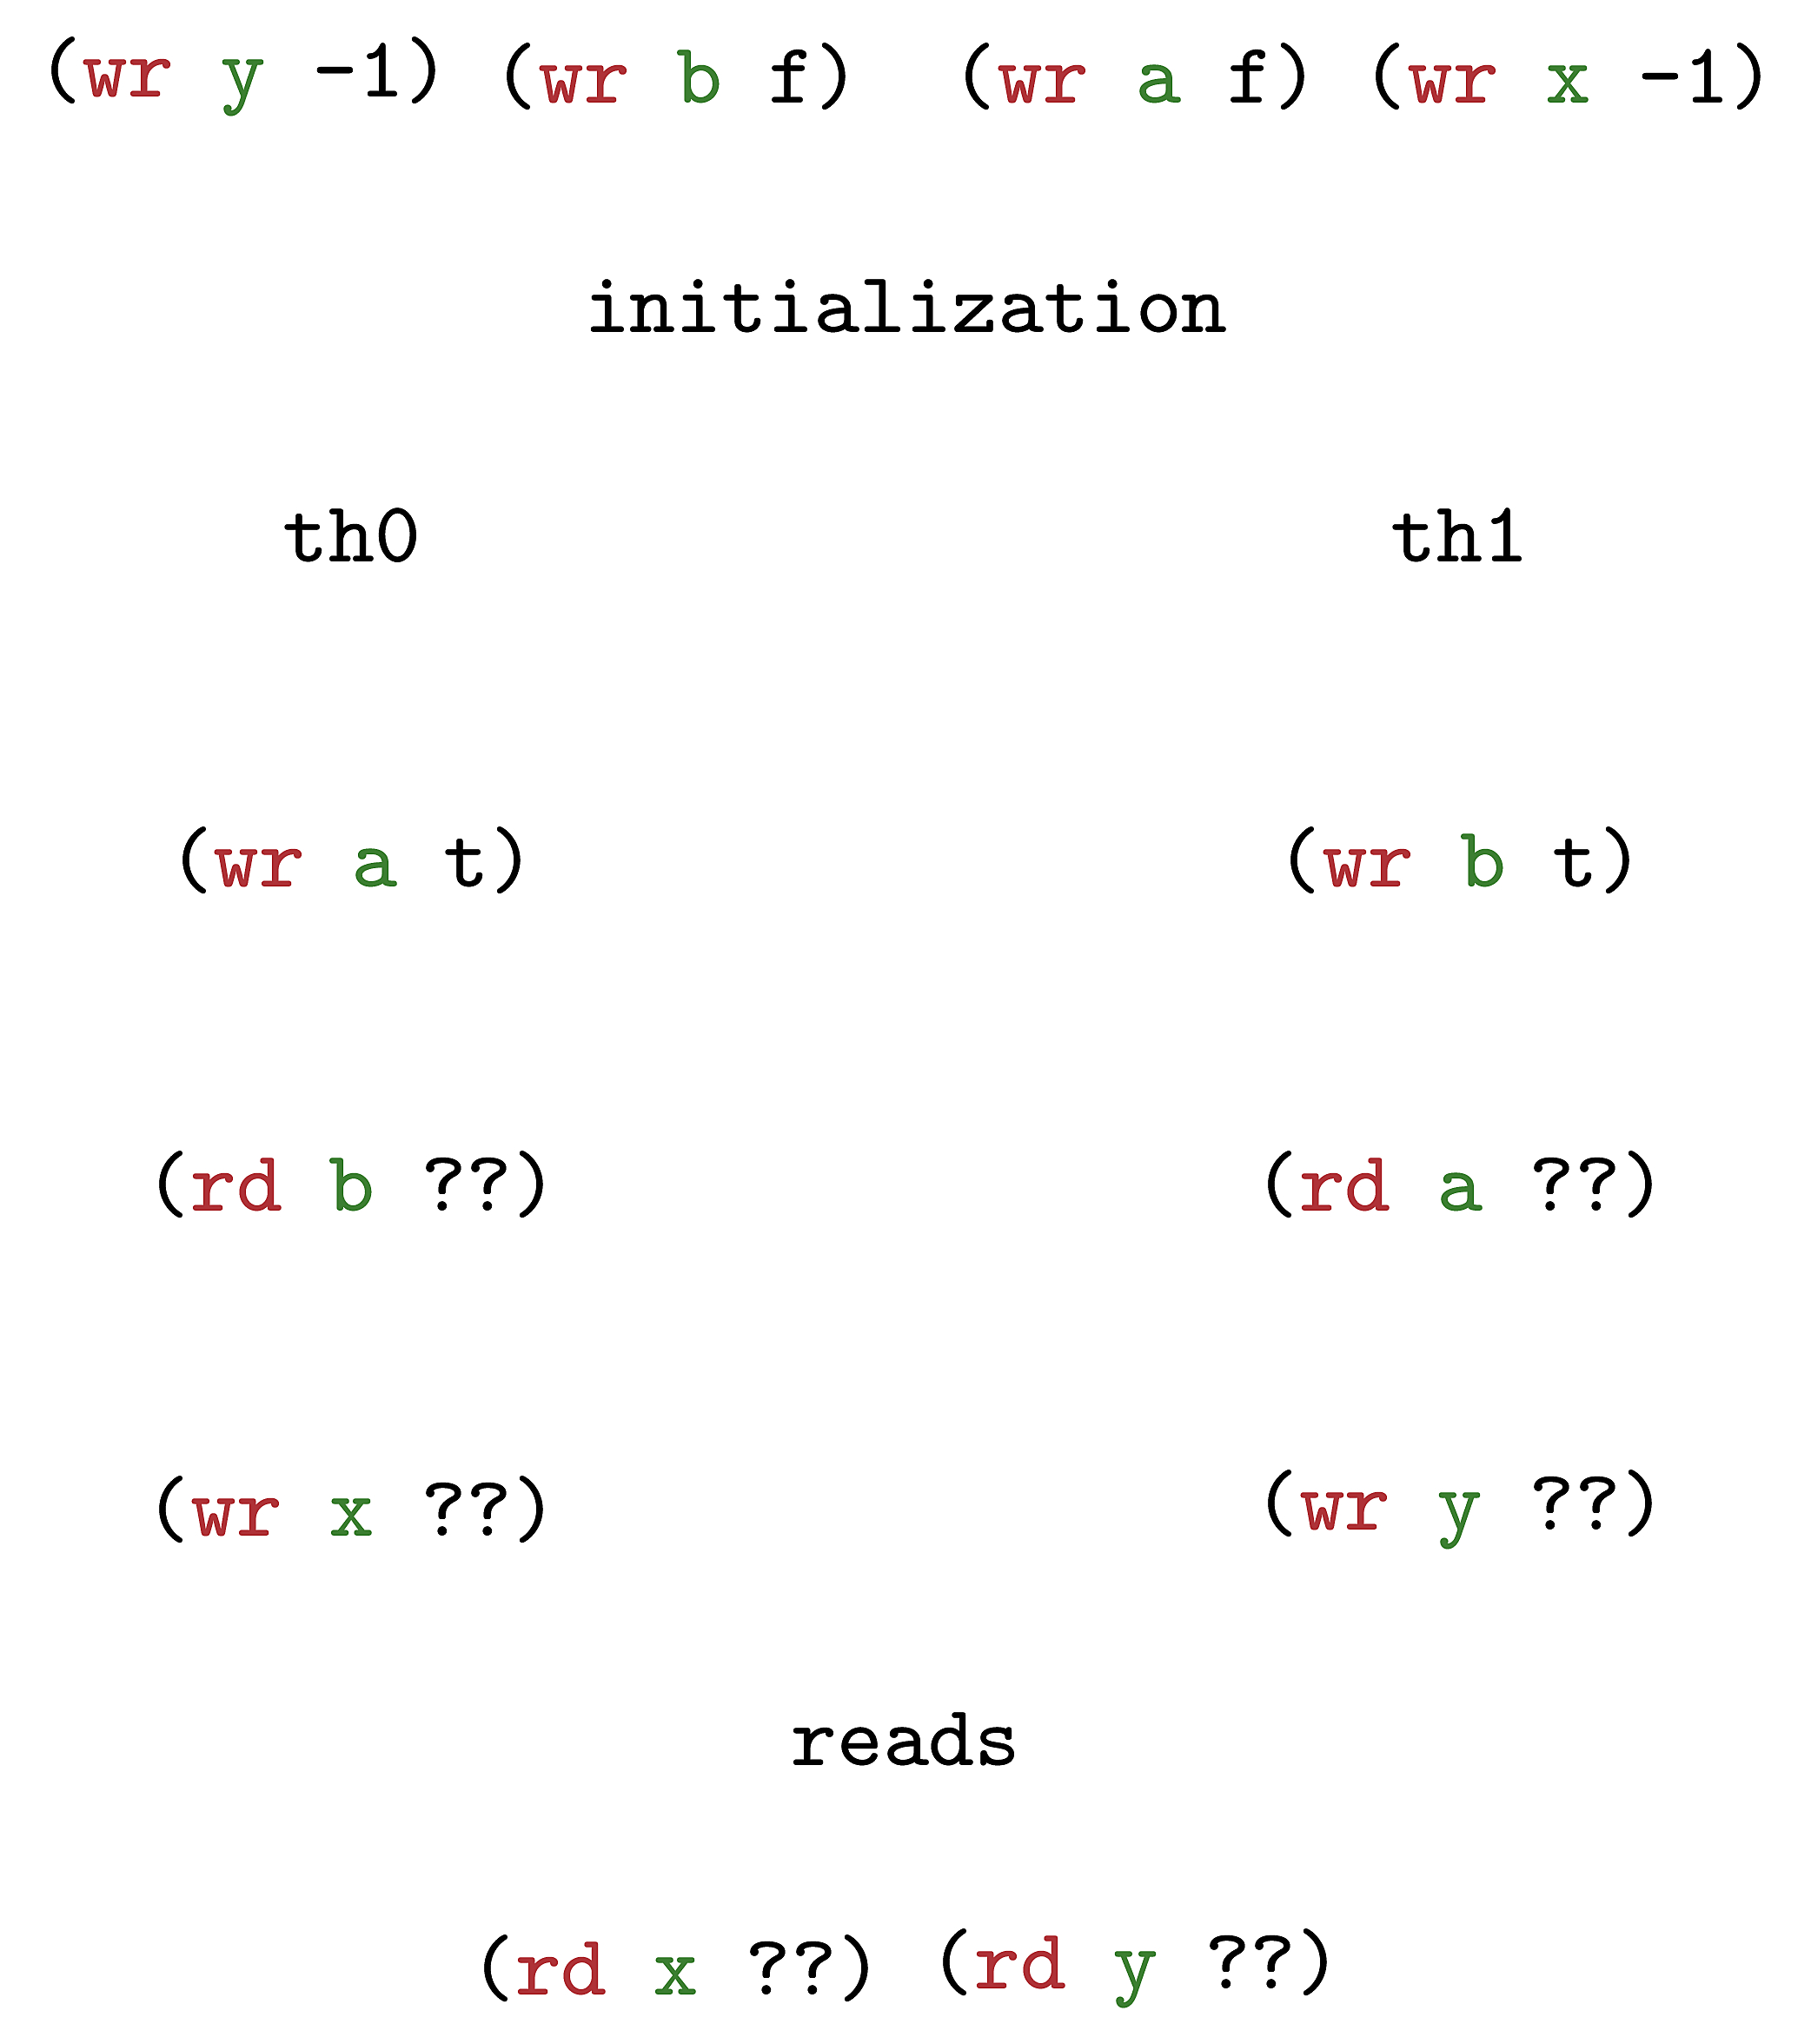 (wr y -1) (wr b f) (wr a f) (wr x -1)
initialization
th0 th1
(wr a t) (wr b t)
(rd b ??) (rd a ??)
(wr x ??) (wr y ??)
reads
(rd x ??) (rd y ??)